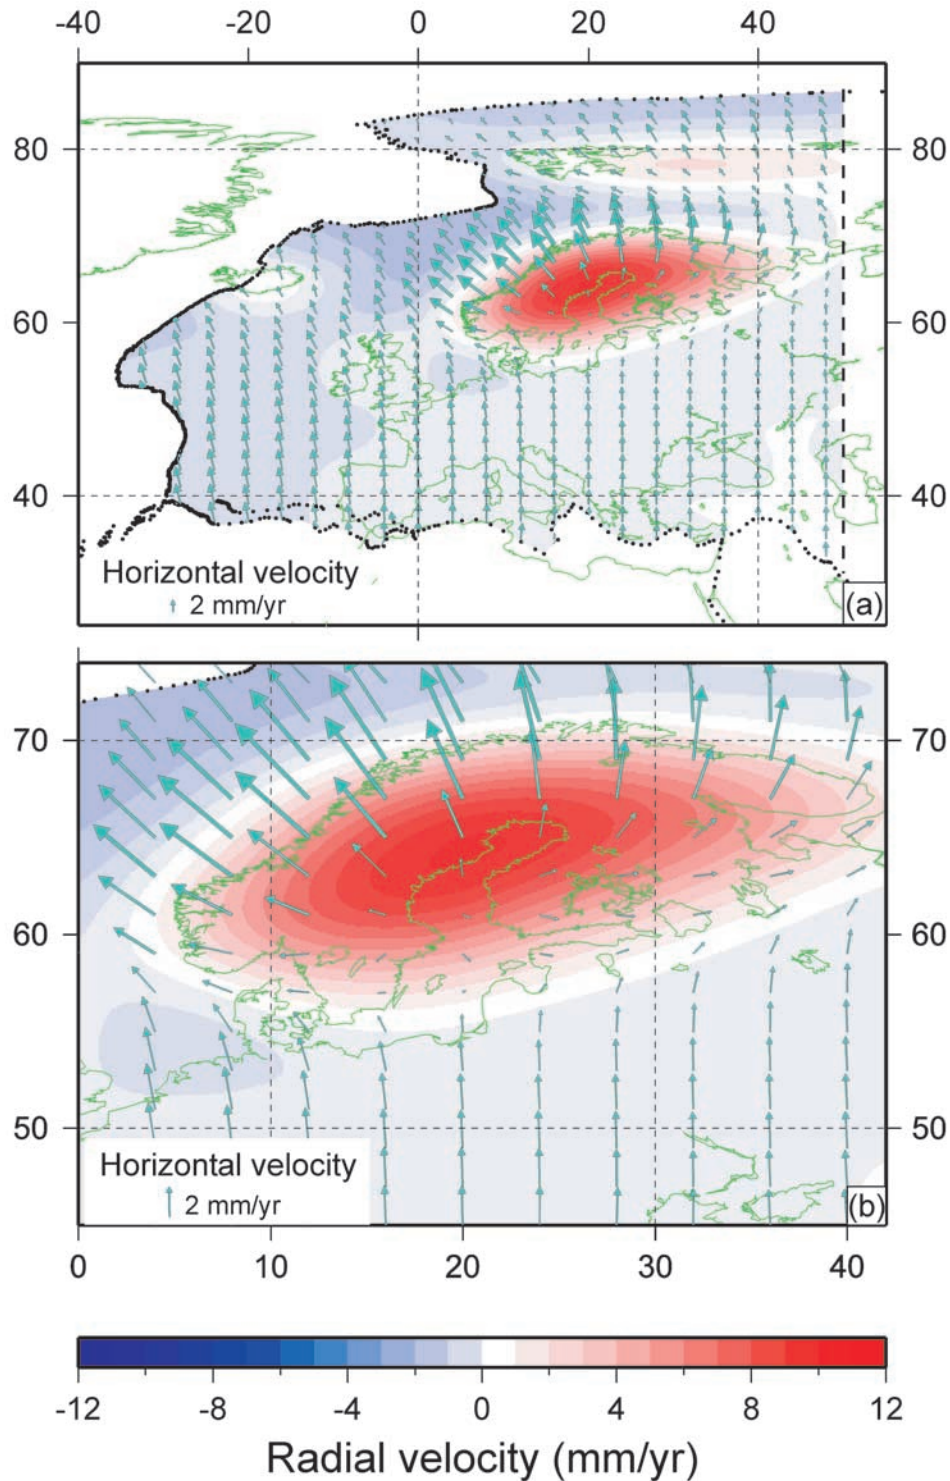 -40 -20 0 20 40
80 80
60 60
40 40
Horizontal velocity
2 mm/yr
(a)
70 70
60 60
50 50
Horizontal velocity
2 mm/yr
(b)
0 10 20 30 40
-12 -8 -4 0 4 8 12
Radial velocity (mm/yr)